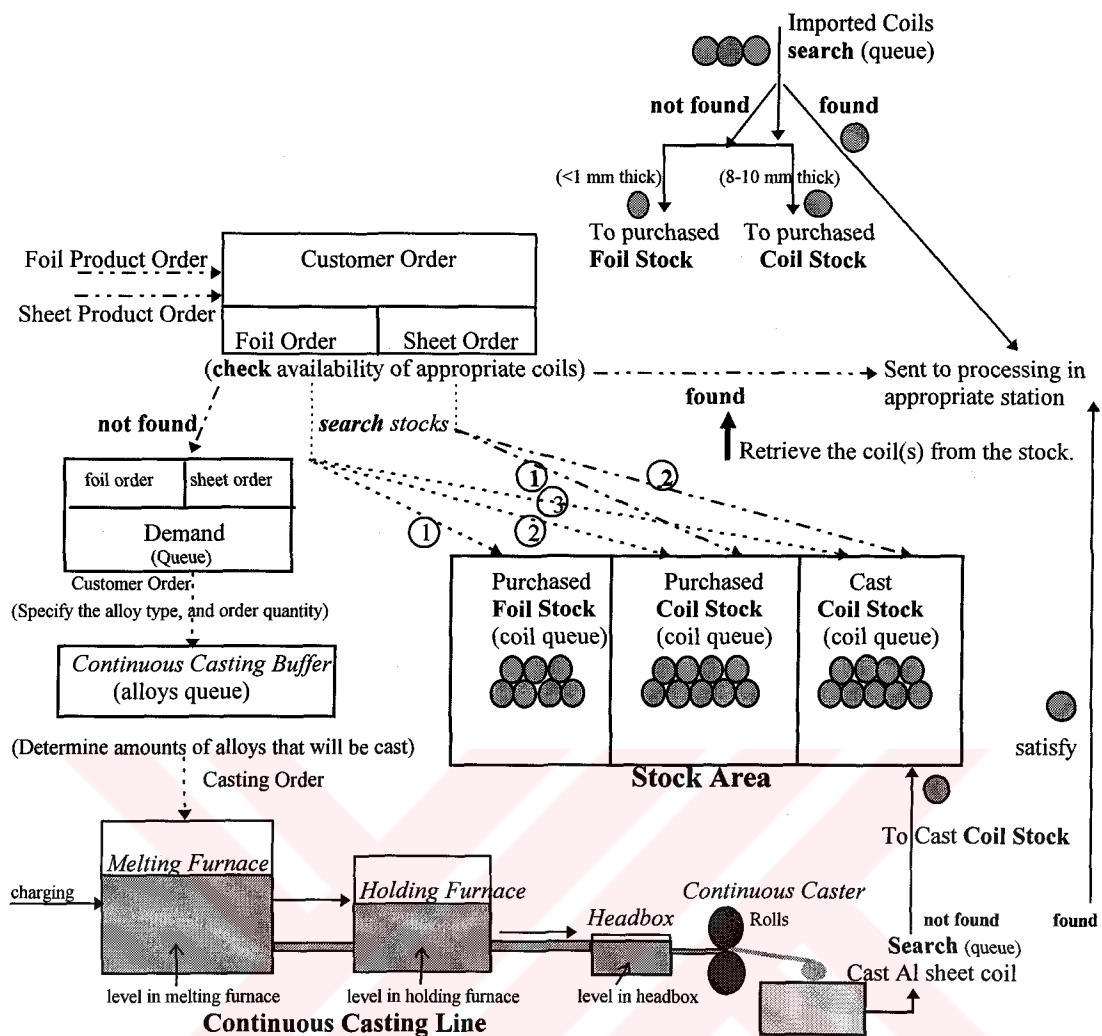 Imported Coils
search (queue)
not found
found
(<1 mm thick)
(8-10 mm thick)
To purchased
Foil Stock
To purchased
Coil Stock
Foil Product Order
Sheet Product Order
Customer Order
Foil Order
Sheet Order
(check availability of appropriate coils)
Sent to processing in
appropriate station
found
not found
search stocks
Retrieve the coil(s) from the stock.
foil order
sheet order
Demand
(Queue)
Customer Order
(Specify the alloy type, and order quantity)
1
2
3
1
2
Purchased
Foil Stock
(coil queue)
Purchased
Coil Stock
(coil queue)
Cast
Coil Stock
(coil queue)
Stock Area
Continuous Casting Buffer
(alloys queue)
(Determine amounts of alloys that will be cast)
Casting Order
satisfy
To Cast Coil Stock
Melting Furnace
charging
Holding Furnace
Headbox
Continuous Caster
Rolls
not found
found
Search (queue)
Cast Al sheet coil
level in melting furnace
level in holding furnace
level in headbox
Continuous Casting Line